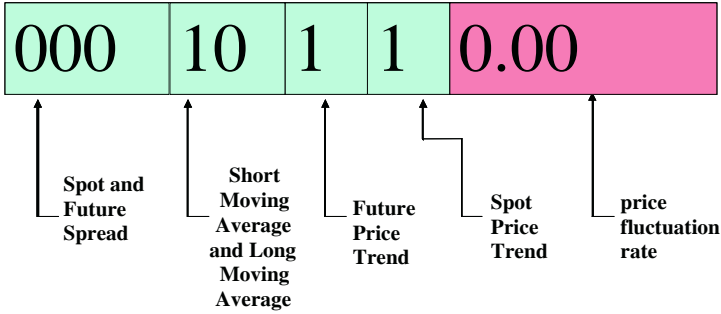 000 10 1 1 0.00
Spot and
Future
Spread
Short
Moving
Average
and Long
Moving
Average
Future
Price
Trend
Spot
Price
Trend
price
fluctuation
rate